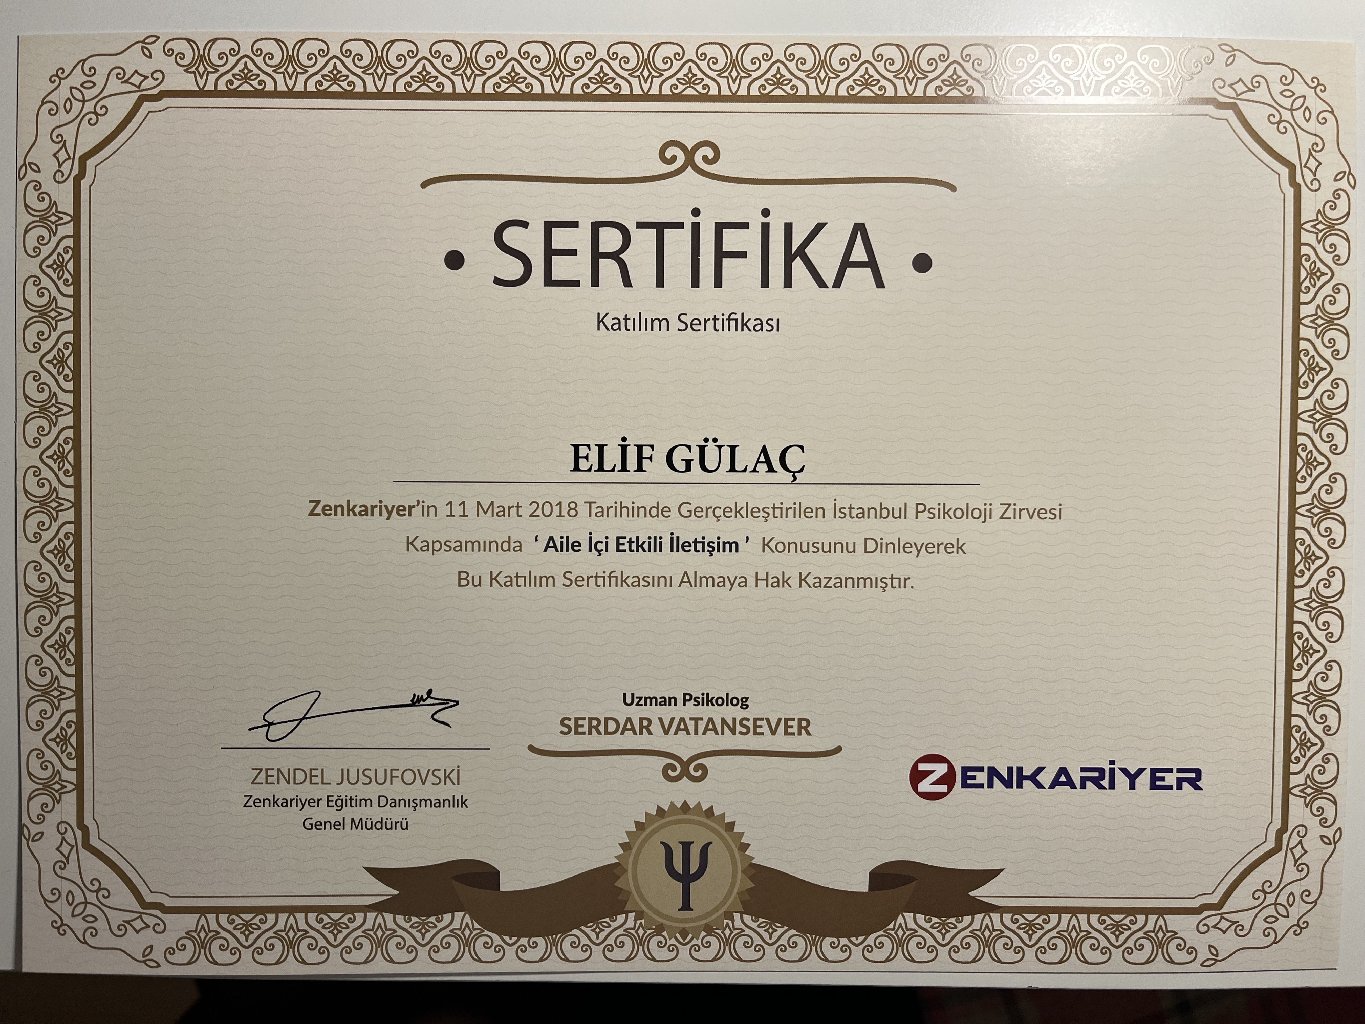 • SERTİFİKA •
Katılım Sertifikası
ELİF GÜLAÇ
Zenkariyer'in 11 Mart 2018 Tarihinde Gerçekleştirilen İstanbul Psikoloji Zirvesi
Kapsamında ‘ Aile İçi Etkili İletişim ’ Konusunu Dinleyerek
Bu Katılım Sertifikasını Almaya Hak Kazanmıştır.
ZENDEL JUSUFOVSKİ
Zenkariyer Eğitim Danışmanlık
Genel Müdürü
Uzman Psikolog
SERDAR VATANSEVER
ZENKARİYER
Ψ